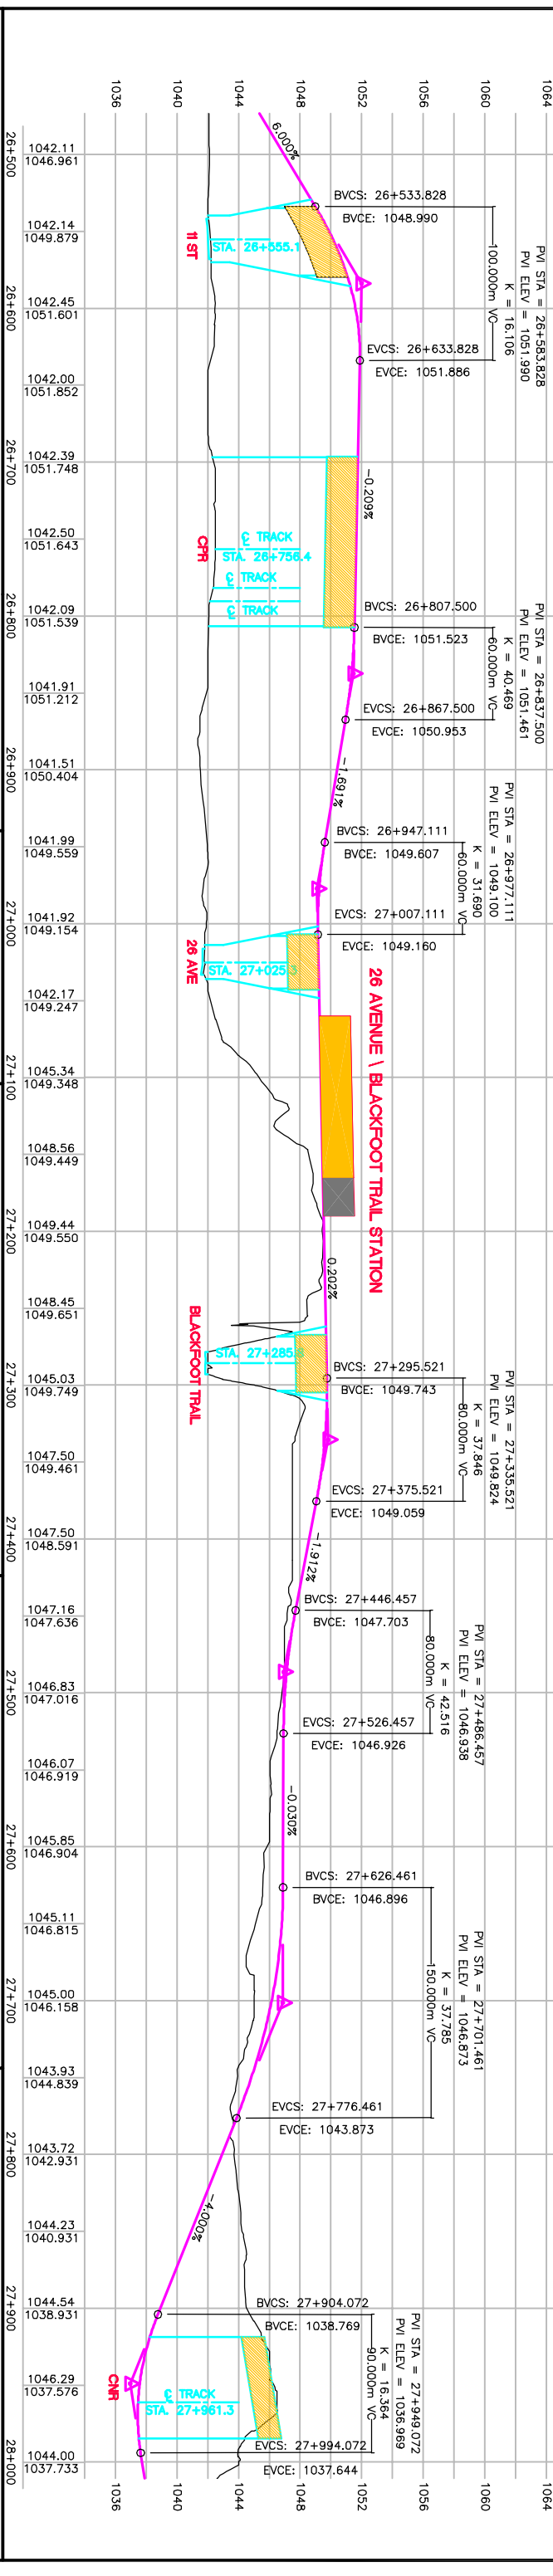 1064
1060
1056
1052
1048
1044
1040
1036
PVI STA = 26+583.828
PVI ELEV = 1051.990
K = 16.106
100.000m VC
BVCS: 26+533.828
BVCE: 1048.990
EVCS: 26+633.828
EVCE: 1051.886
6.000%
11 ST
STA. 26+555.1
-0.209%
CPR
℄ TRACK
STA. 26+756.4
℄ TRACK
℄ TRACK
PVI STA = 26+837.500
PVI ELEV = 1051.461
K = 40.469
60.000m VC
BVCS: 26+807.500
BVCE: 1051.523
EVCS: 26+867.500
EVCE: 1050.953
-1.691%
PVI STA = 26+977.111
PVI ELEV = 1049.100
K = 31.690
60.000m VC
BVCS: 26+947.111
BVCE: 1049.607
EVCS: 27+007.111
EVCE: 1049.160
26 AVE
STA. 27+025.3
26 AVENUE \ BLACKFOOT TRAIL STATION
0.202%
BLACKFOOT TRAIL
STA. 27+285.
PVI STA = 27+335.521
PVI ELEV = 1049.824
K = 37.846
80.000m VC
BVCS: 27+295.521
BVCE: 1049.743
EVCS: 27+375.521
EVCE: 1049.059
-1.912%
PVI STA = 27+486.457
PVI ELEV = 1046.938
K = 42.516
80.000m VC
BVCS: 27+446.457
BVCE: 1047.703
EVCS: 27+526.457
EVCE: 1046.926
-0.030%
PVI STA = 27+701.461
PVI ELEV = 1046.873
K = 37.785
150.000m VC
BVCS: 27+626.461
BVCE: 1046.896
EVCS: 27+776.461
EVCE: 1043.873
-4.000%
PVI STA = 27+949.072
PVI ELEV = 1036.969
K = 16.364
90.000m VC
BVCS: 27+904.072
BVCE: 1038.769
EVCS: 27+994.072
EVCE: 1037.644
CNR
℄ TRACK
STA. 27+961.3
1064
1060
1056
1052
1048
1044
1040
1036
1042.11
1046.961
26+500
1042.14
1049.879
1042.45
1051.601
26+600
1042.00
1051.852
1042.39
1051.748
26+700
1042.50
1051.643
1042.09
1051.539
26+800
1041.91
1051.212
1041.51
1050.404
26+900
1041.99
1049.559
1041.92
1049.154
27+000
1042.17
1049.247
1045.34
1049.348
27+100
1048.56
1049.449
1049.44
1049.550
27+200
1048.45
1049.651
1045.03
1049.749
27+300
1047.50
1049.461
1047.50
1048.591
27+400
1047.16
1047.636
1046.83
1047.016
27+500
1046.07
1046.919
1045.85
1046.904
27+600
1045.11
1046.815
1045.00
1046.158
27+700
1043.93
1044.839
1043.72
1042.931
27+800
1044.23
1040.931
1044.54
1038.931
27+900
1046.29
1037.576
1044.00
1037.733
28+000